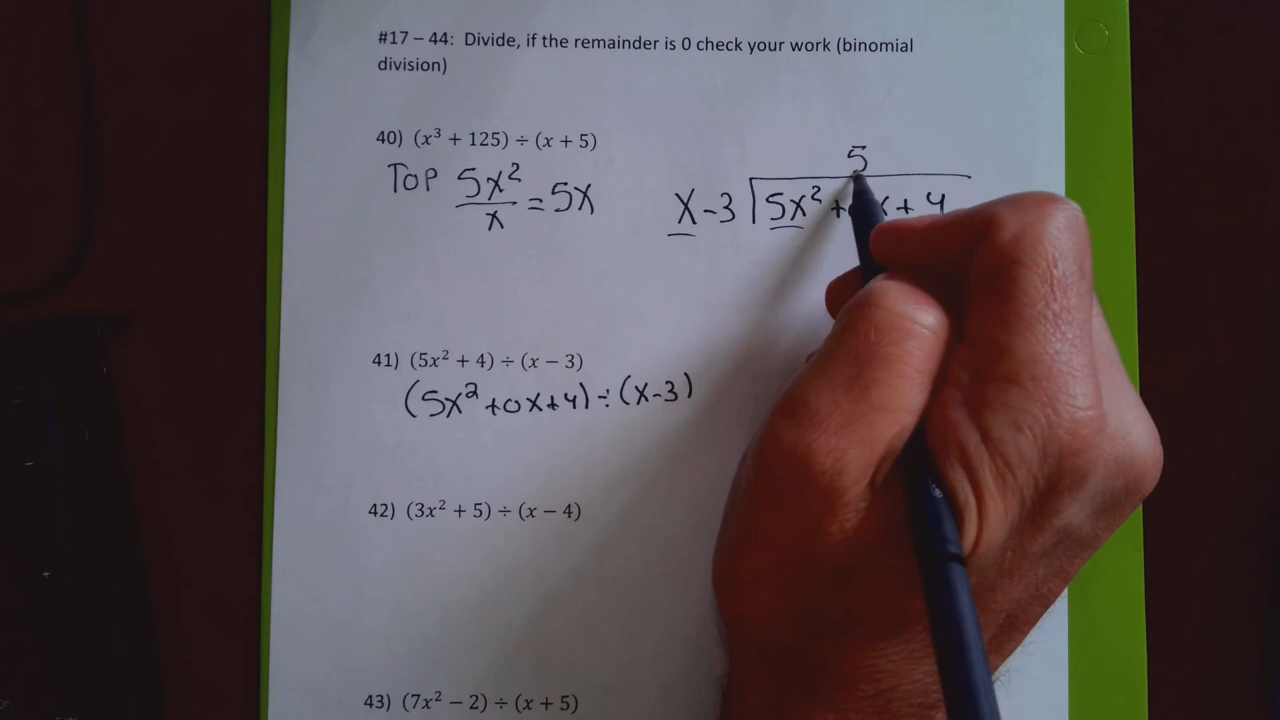 #17 – 44: Divide, if the remainder is 0 check your work (binomial
division)
40) (x³ + 125) ÷ (x + 5)
TOP 5x²/x = 5x
5
x-3 5x² + x + 4
41) (5x² + 4) ÷ (x − 3)
(5x² + 0x + 4) ÷ (x-3)
42) (3x² + 5) ÷ (x − 4)
43) (7x² − 2) ÷ (x + 5)